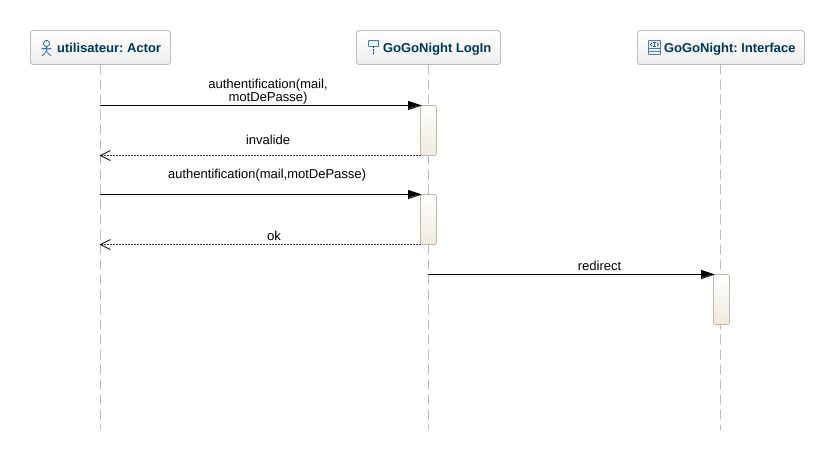 utilisateur: Actor
GoGoNight LogIn
GoGoNight: Interface
authentification(mail,
motDePasse)
invalide
authentification(mail,motDePasse)
ok
redirect